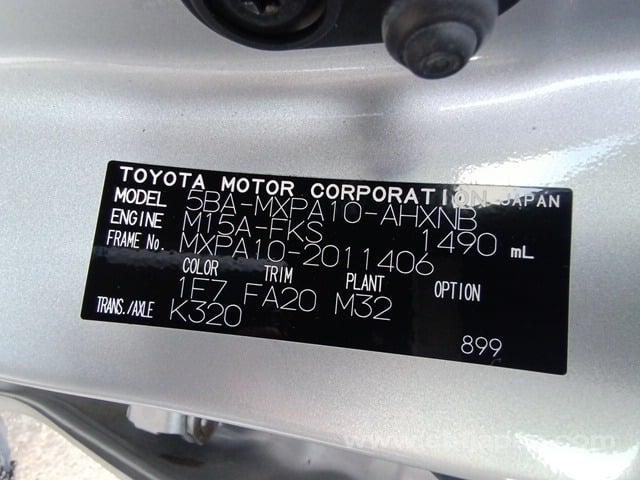 TOYOTA MOTOR CORPORATION JAPAN
MODEL 5BA-MXPA10-AHXNB
ENGINE M15A-FKS 1490 mL
FRAME No. MXPA10-2011406
COLOR TRIM PLANT OPTION
1F7 FA20 M32
TRANS./AXLE K320
899